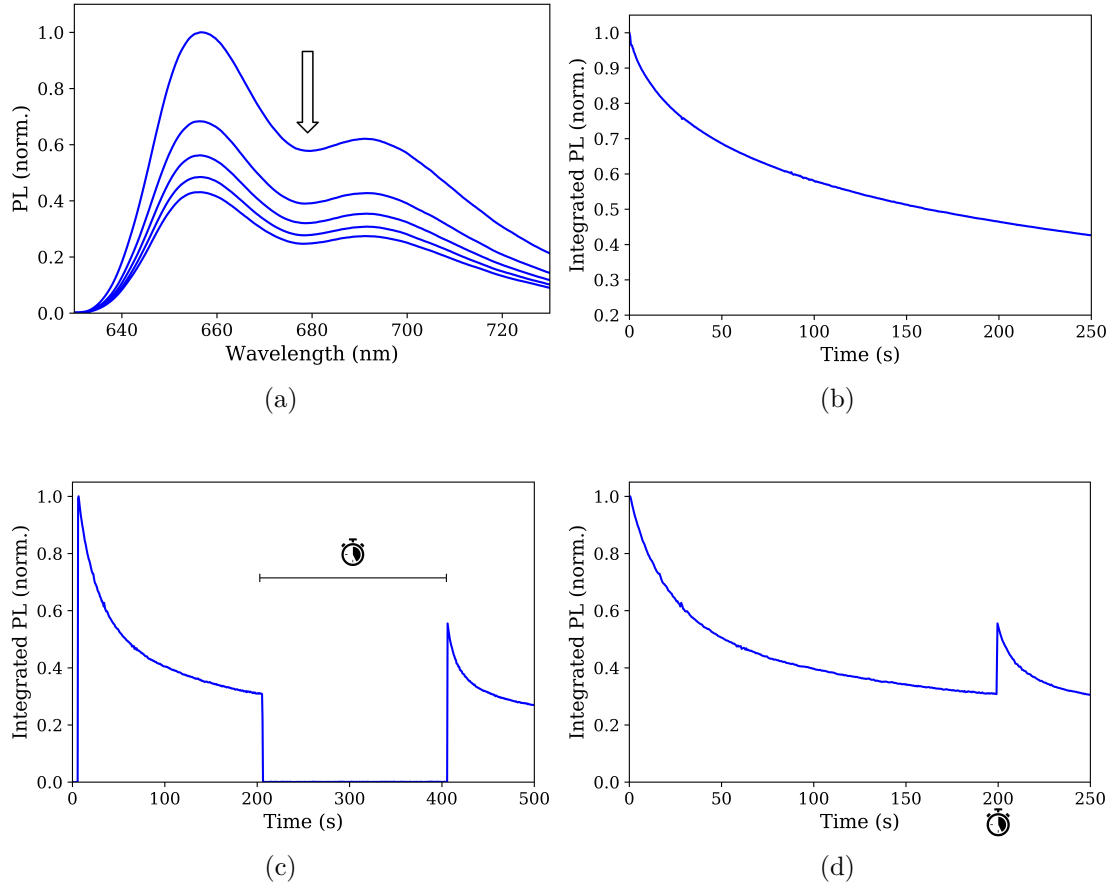 PL (norm.)
1.0
0.8
0.6
0.4
0.2
0.0
640 660 680 700 720
Wavelength (nm)
(a)
Integrated PL (norm.)
1.0
0.9
0.8
0.7
0.6
0.5
0.4
0.3
0.2
0 50 100 150 200 250
Time (s)
(b)
Integrated PL (norm.)
1.0
0.8
0.6
0.4
0.2
0.0
0 100 200 300 400 500
Time (s)
(c)
Integrated PL (norm.)
1.0
0.8
0.6
0.4
0.2
0.0
0 50 100 150 200 250
Time (s)
(d)